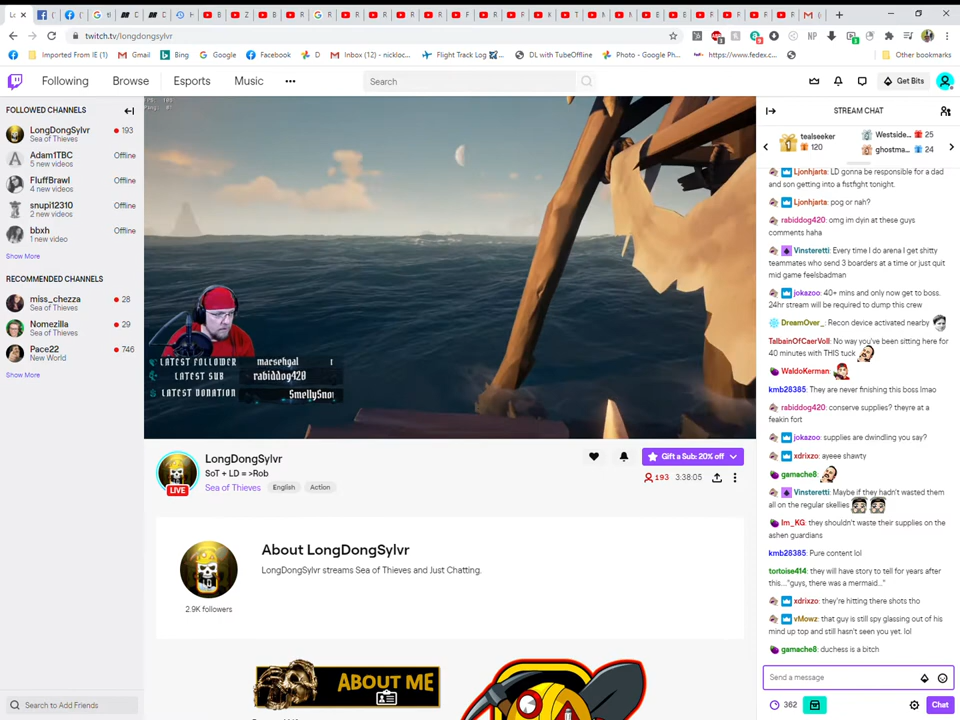 twitch.tv/longdongsylvr
Imported From IE (1)
Gmail
Bing
Google
Facebook
D
Inbox (12) - nickloc...
Flight Track Log
DL with TubeOffline
Photo - Google Ph...
https://www.fedex.c...
Other bookmarks
Following
Browse
Esports
Music
Search
Get Bits
FOLLOWED CHANNELS
LongDongSylvr
193
Sea of Thieves
Adam1TBC
Offline
5 new videos
FluffBrawl
Offline
4 new videos
snupi12310
Offline
2 new videos
bbxh
Offline
1 new video
Show More
RECOMMENDED CHANNELS
miss_chezza
28
Sea of Thieves
Nomezilla
29
Sea of Thieves
Pace22
746
New World
Show More
Search to Add Friends
LATEST FOLLOWER
maesehgal
LATEST SUB
rabiddog420
LATEST DONATION
SmellySno
LongDongSylvr
SoT + LD = >Rob
Sea of Thieves
English
Action
LIVE
Gift a Sub: 20% off
193
3:38:05
About LongDongSylvr
LongDongSylvr streams Sea of Thieves and Just Chatting.
2.9K followers
ABOUT ME
STREAM CHAT
1
tealseeker
120
Westside...
25
ghostma...
24
Ljonhjarta: LD gonna be responsible for a dad
and son getting into a fistfight tonight.
Ljonhjarta: pog or nah?
rabiddog420: omg im dyin at these guys
comments haha
Vinsteretti: Every time I do arena I get shitty
teammates who send 3 boarders at a time or just quit
mid game feelsbadman
jokazoo: 40+ mins and only now get to boss.
24hr stream will be required to dump this crew
DreamOver_: Recon device activated nearby
TalbainOfCaerVoll: No way you've been sitting here for
40 minutes with THIS tuck
WaldoKerman:
kmb28385: They are never finishing this boss lmao
rabiddog420: conserve supplies? theyre at a
feakin fort
jokazoo: supplies are dwindling you say?
xdrixzo: ayeee shawty
gamache8:
Vinsteretti: Maybe if they hadn't wasted them
all on the regular skellies
Im_KG: they shouldn't waste their supplies on the
ashen guardians
kmb28385: Pure content lol
tortoise414: they will have story to tell for years after
this..."guys, there was a mermaid..."
xdrixzo: they're hitting there shots tho
vMowz: that guy is still spy glassing out of his
mind up top and still hasn't seen you yet. lol
gamache8: duchess is a bitch
Send a message
362
Chat